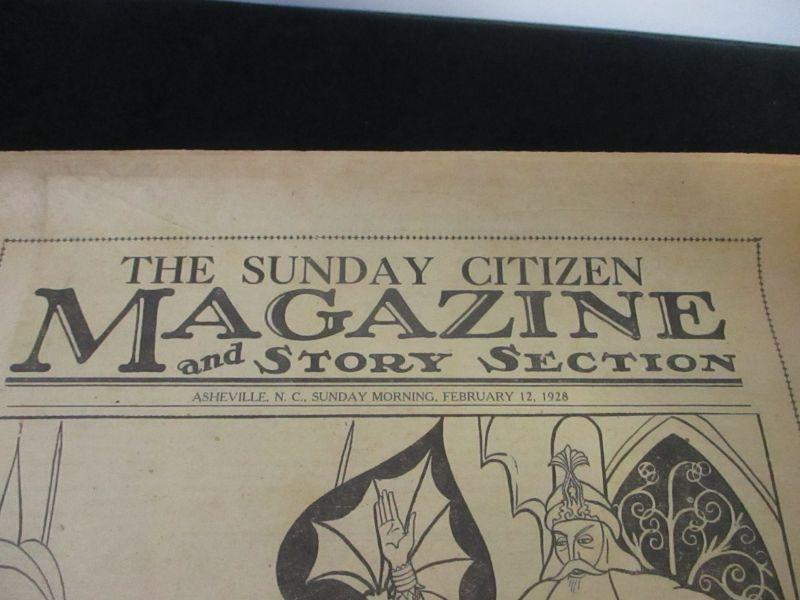 THE SUNDAY CITIZEN
MAGAZINE
and STORY SECTION
ASHEVILLE, N. C., SUNDAY MORNING, FEBRUARY 12, 1928